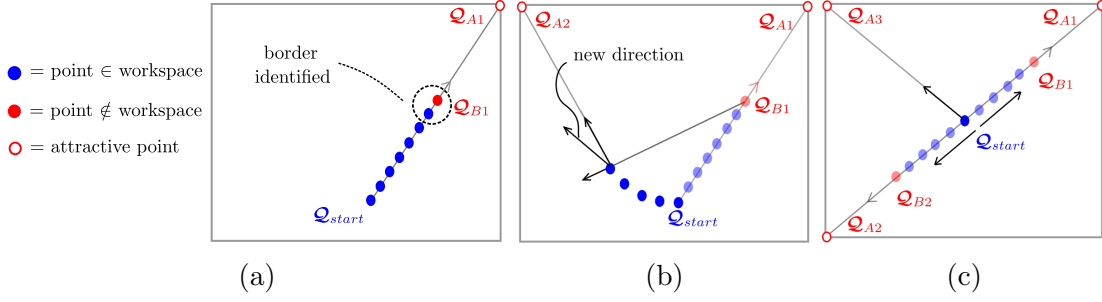 = point ∈ workspace
= point ∉ workspace
= attractive point
border
identified
𝒬A1
𝒬B1
𝒬start
(a)
𝒬A2
𝒬A1
new direction
𝒬B1
𝒬start
(b)
𝒬A3
𝒬A1
𝒬B1
𝒬start
𝒬B2
𝒬A2
(c)